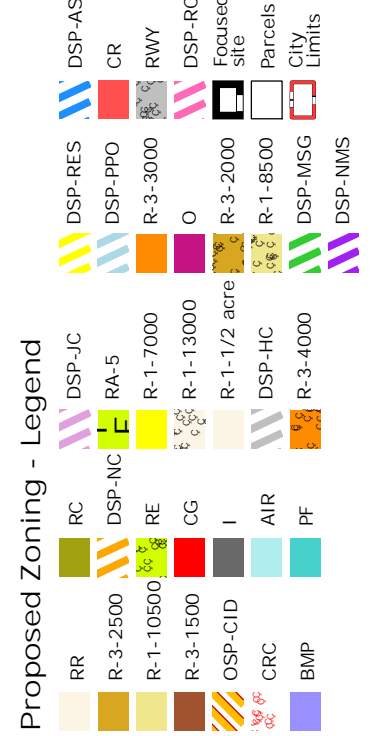 Proposed Zoning - Legend
RR
R-3-2500
R-1-10500
R-3-1500
OSP-CID
CRC
BMP
RC
DSP-NC
RE
CG
I
AIR
PF
DSP-JC
RA-5
R-1-7000
R-1-13000
R-1-1/2 acre
DSP-HC
R-3-4000
DSP-RES
DSP-PPO
R-3-3000
O
R-3-2000
R-1-8500
DSP-MSG
DSP-NMS
DSP-AS
CR
RWY
Focused
site
Parcels
City
Limits